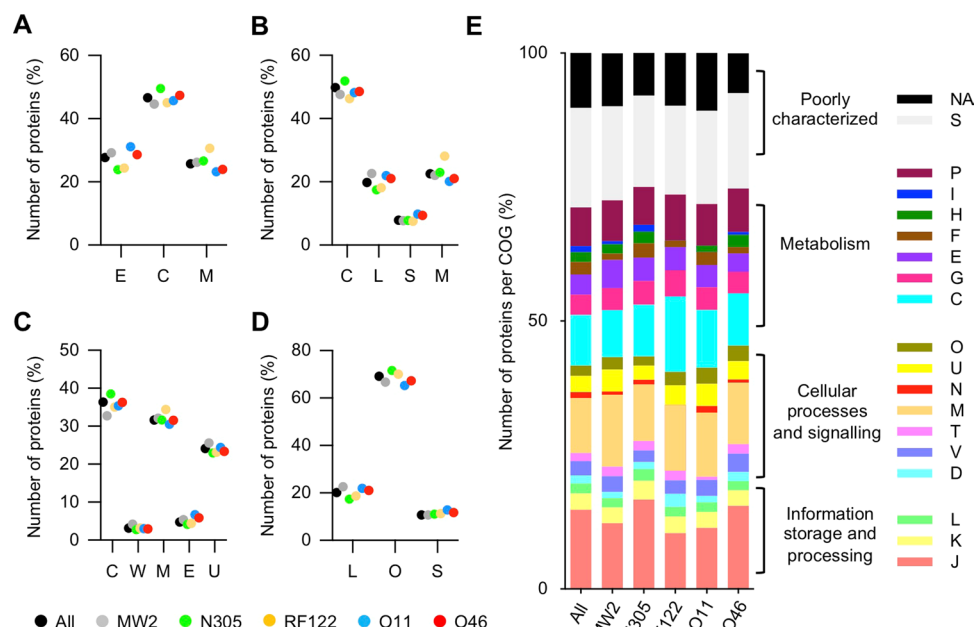 A
Number of proteins (%)
60
40
20
0
E C M
B
Number of proteins (%)
60
40
20
0
C L S M
C
Number of proteins (%)
50
40
30
20
10
0
C W M E U
D
Number of proteins (%)
80
60
40
20
0
L O S
All MW2 N305 RF122 O11 O46
E
Number of proteins per COG (%)
100
50
0
All
O11
O46
Poorly
characterized
Metabolism
Cellular
processes
and signalling
Information
storage and
processing
NA
S
P
I
H
F
E
G
C
O
U
N
M
T
V
D
L
K
J